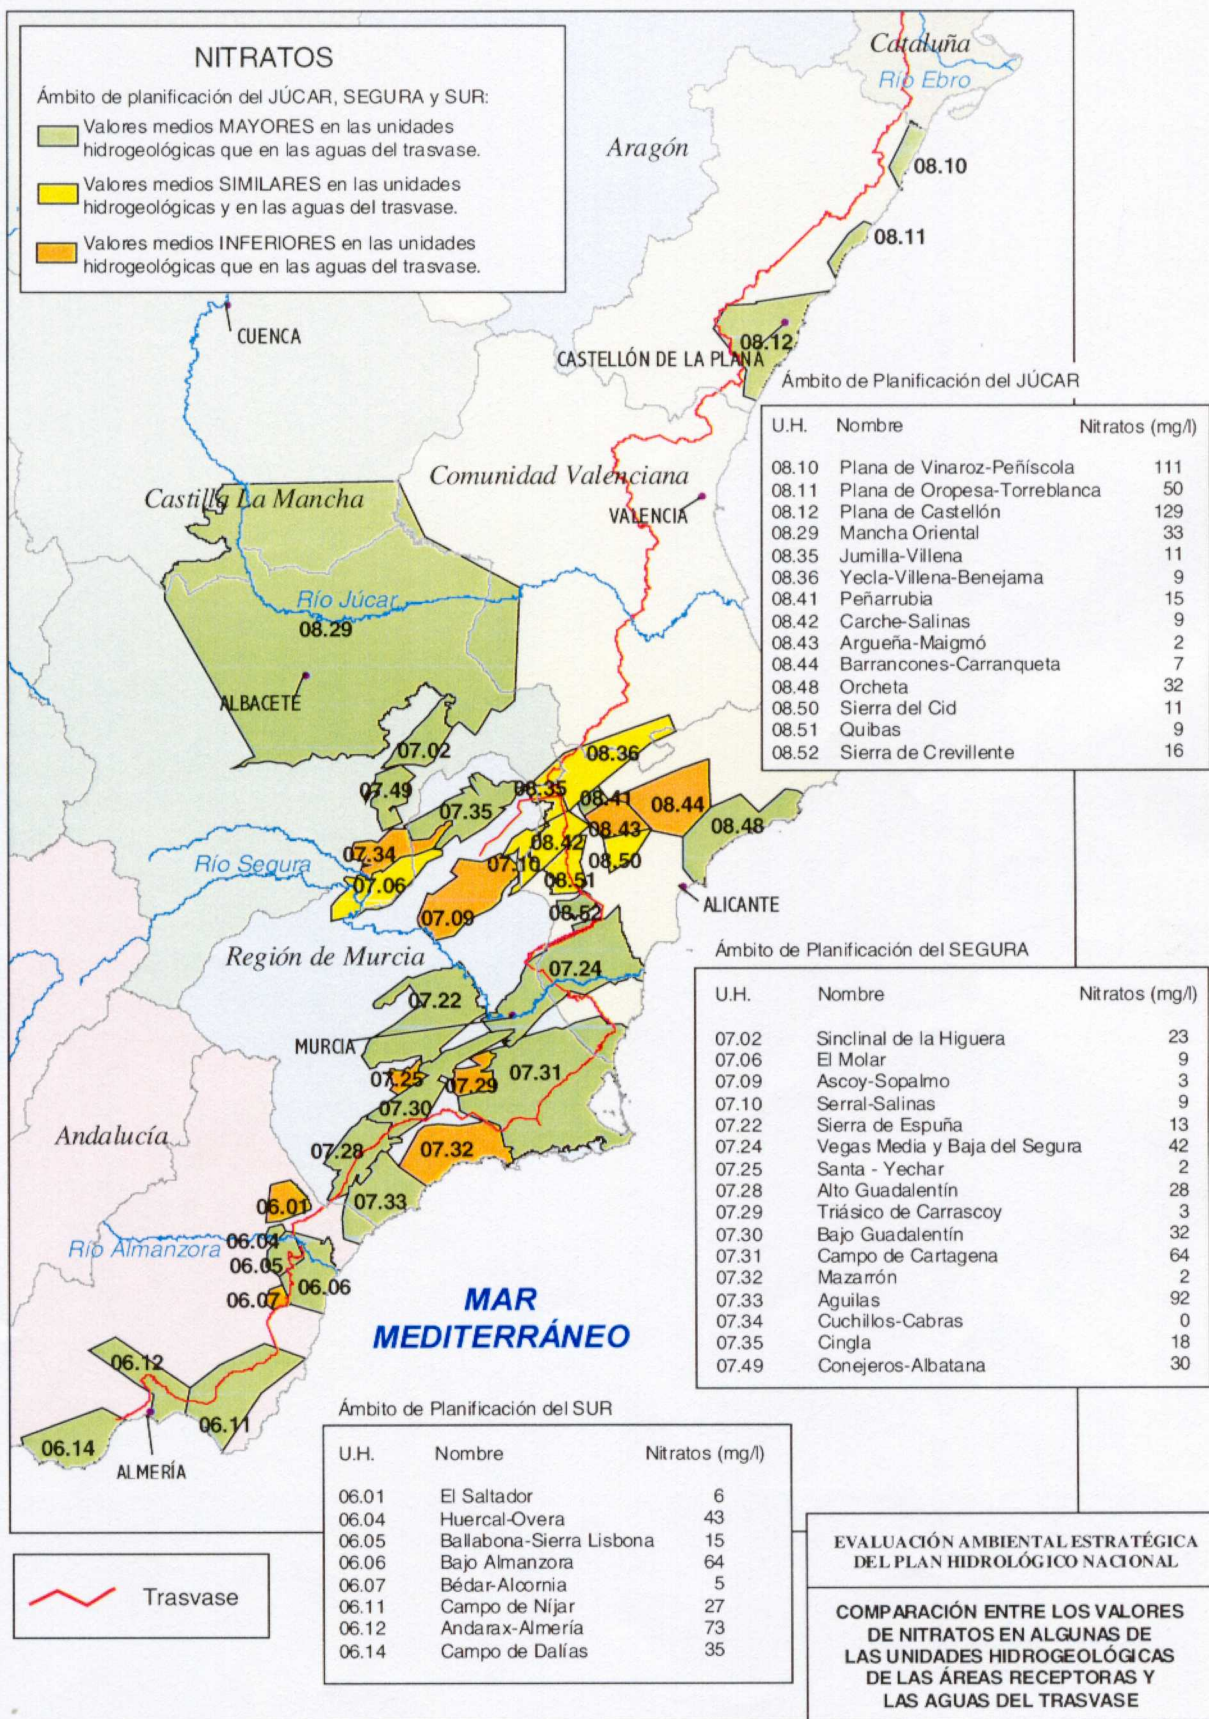 NITRATOS
Ámbito de planificación del JÚCAR, SEGURA y SUR:
Valores medios MAYORES en las unidades
hidrogeológicas que en las aguas del trasvase.
Valores medios SIMILARES en las unidades
hidrogeológicas y en las aguas del trasvase.
Valores medios INFERIORES en las unidades
hidrogeológicas que en las aguas del trasvase.
Cataluña
Río Ebro
Aragón
08.10
08.11
CUENCA
08.12
CASTELLÓN DE LA PLANA
Comunidad Valenciana
Castilla La Mancha
VALENCIA
Río Júcar
08.29
ALBACETE
07.02
08.36
07.49
08.35
08.41
08.44
07.35
08.43
08.48
07.34
08.42
Río Segura
07.10
08.50
07.06
08.51
07.09
08.52
ALICANTE
Región de Murcia
07.24
07.22
MURCIA
07.25
07.29
07.31
07.30
Andalucía
07.28
07.32
07.33
06.01
06.04
Río Almanzora
06.05
06.06
06.07
MAR
MEDITERRÁNEO
06.12
06.11
06.14
ALMERÍA
Ámbito de Planificación del JÚCAR
U.H. Nombre Nitratos (mg/l)
08.10 Plana de Vinaroz-Peñíscola 111
08.11 Plana de Oropesa-Torreblanca 50
08.12 Plana de Castellón 129
08.29 Mancha Oriental 33
08.35 Jumilla-Villena 11
08.36 Yecla-Villena-Benejama 9
08.41 Peñarrubia 15
08.42 Carche-Salinas 9
08.43 Argueña-Maigmó 2
08.44 Barrancones-Carranqueta 7
08.48 Orcheta 32
08.50 Sierra del Cid 11
08.51 Quibas 9
08.52 Sierra de Crevillente 16
Ámbito de Planificación del SEGURA
U.H. Nombre Nitratos (mg/l)
07.02 Sinclinal de la Higuera 23
07.06 El Molar 9
07.09 Ascoy-Sopalmo 3
07.10 Serral-Salinas 9
07.22 Sierra de Espuña 13
07.24 Vegas Media y Baja del Segura 42
07.25 Santa - Yechar 2
07.28 Alto Guadalentín 28
07.29 Triásico de Carrascoy 3
07.30 Bajo Guadalentín 32
07.31 Campo de Cartagena 64
07.32 Mazarrón 2
07.33 Aguilas 92
07.34 Cuchillos-Cabras 0
07.35 Cingla 18
07.49 Conejeros-Albatana 30
Ámbito de Planificación del SUR
U.H. Nombre Nitratos (mg/l)
06.01 El Saltador 6
06.04 Huercal-Overa 43
06.05 Ballabona-Sierra Lisbona 15
06.06 Bajo Almanzora 64
06.07 Bédar-Alcornia 5
06.11 Campo de Níjar 27
06.12 Andarax-Almería 73
06.14 Campo de Dalías 35
Trasvase
EVALUACIÓN AMBIENTAL ESTRATÉGICA
DEL PLAN HIDROLÓGICO NACIONAL
COMPARACIÓN ENTRE LOS VALORES
DE NITRATOS EN ALGUNAS DE
LAS UNIDADES HIDROGEOLÓGICAS
DE LAS ÁREAS RECEPTORAS Y
LAS AGUAS DEL TRASVASE